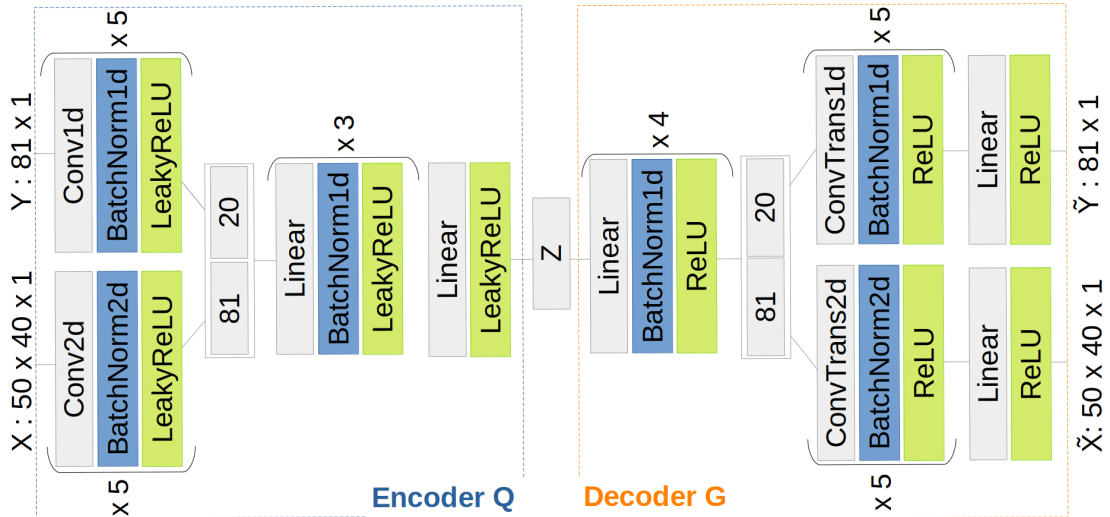 X : 50 x 40 x 1
Y : 81 x 1
x 5
Conv2d
BatchNorm2d
LeakyReLU
x 5
Conv1d
BatchNorm1d
LeakyReLU
81
20
x 3
Linear
BatchNorm1d
LeakyReLU
Linear
LeakyReLU
Encoder Q
Z
Decoder G
x 4
Linear
BatchNorm1d
ReLU
81
20
x 5
ConvTrans2d
BatchNorm2d
ReLU
Linear
ReLU
x 5
ConvTrans1d
BatchNorm1d
ReLU
Linear
ReLU
X̃: 50 x 40 x 1
Ỹ : 81 x 1